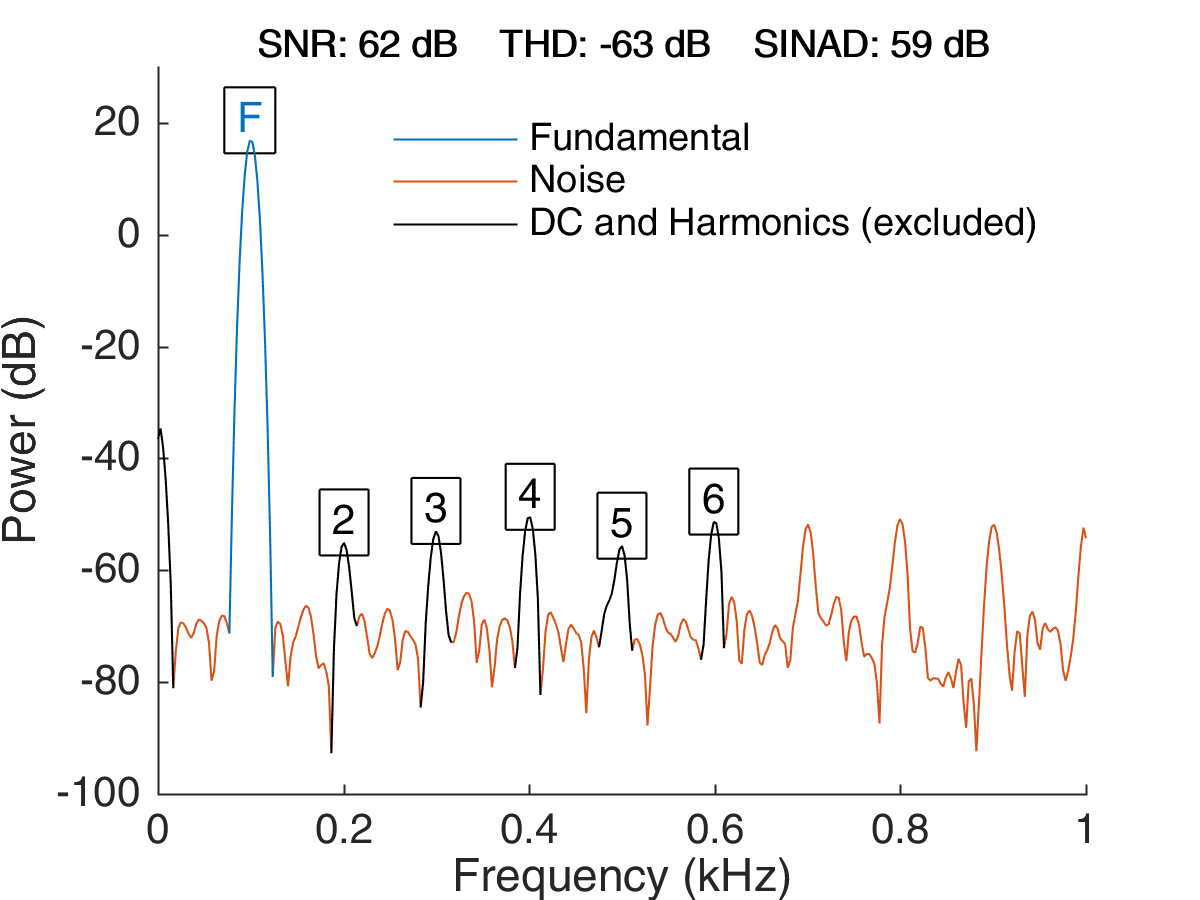 SNR: 62 dB THD: -63 dB SINAD: 59 dB
F
Fundamental
Noise
DC and Harmonics (excluded)
2
3
4
5
6
20
0
-20
-40
-60
-80
-100
Power (dB)
0 0.2 0.4 0.6 0.8 1
Frequency (kHz)